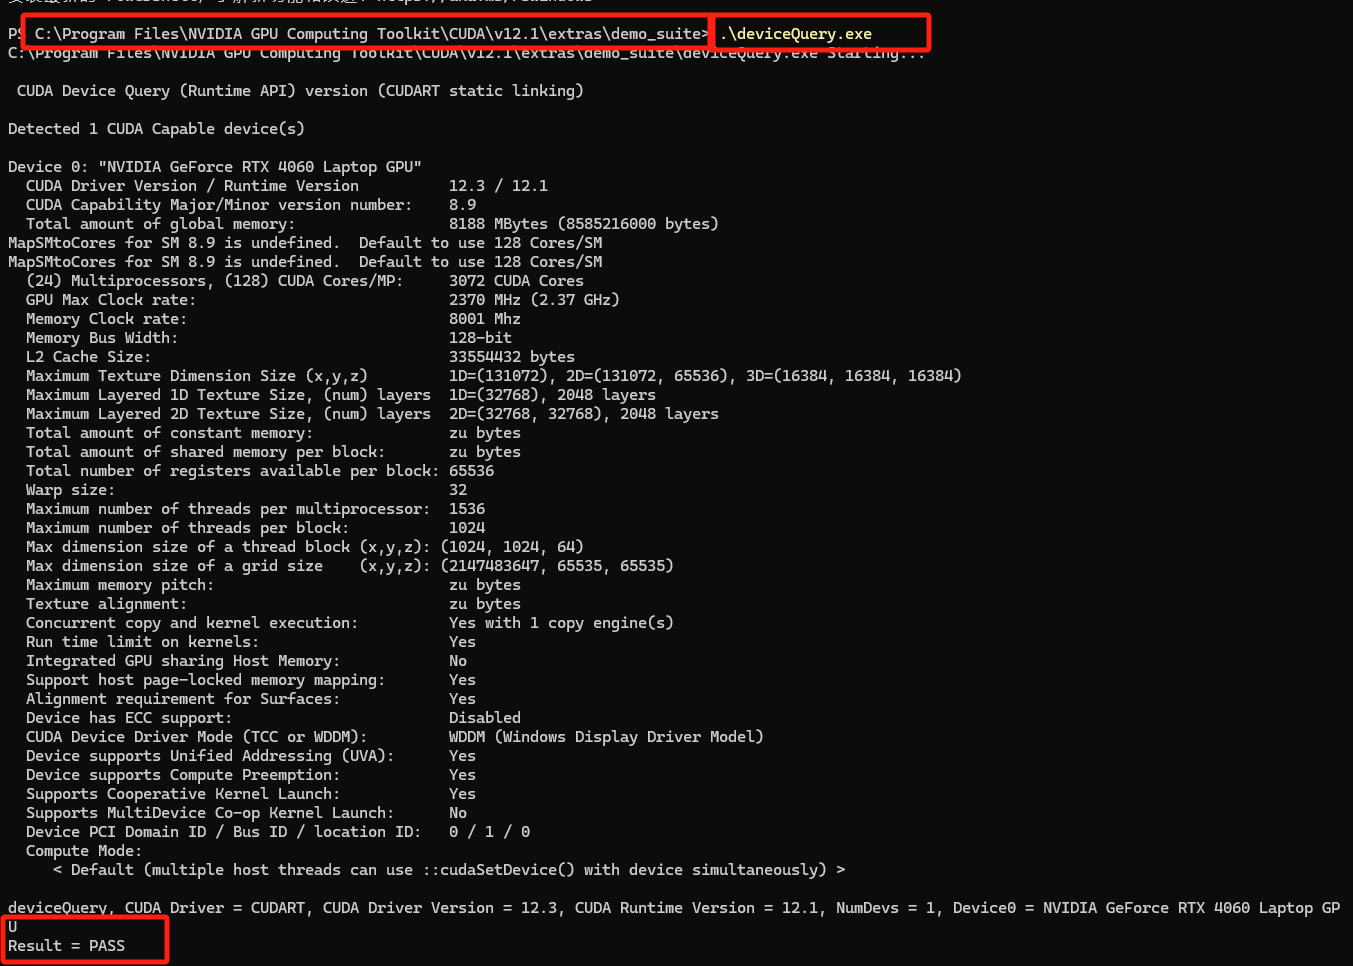 PS C:\Program Files\NVIDIA GPU Computing Toolkit\CUDA\v12.1\extras\demo_suite> .\deviceQuery.exe
C:\Program Files\NVIDIA GPU Computing Toolkit\CUDA\v12.1\extras\demo_suite\deviceQuery.exe Starting...
 CUDA Device Query (Runtime API) version (CUDART static linking)
Detected 1 CUDA Capable device(s)
Device 0: "NVIDIA GeForce RTX 4060 Laptop GPU"
  CUDA Driver Version / Runtime Version          12.3 / 12.1
  CUDA Capability Major/Minor version number:    8.9
  Total amount of global memory:                 8188 MBytes (8585216000 bytes)
MapSMtoCores for SM 8.9 is undefined.  Default to use 128 Cores/SM
MapSMtoCores for SM 8.9 is undefined.  Default to use 128 Cores/SM
  (24) Multiprocessors, (128) CUDA Cores/MP:     3072 CUDA Cores
  GPU Max Clock rate:                            2370 MHz (2.37 GHz)
  Memory Clock rate:                             8001 Mhz
  Memory Bus Width:                              128-bit
  L2 Cache Size:                                 33554432 bytes
  Maximum Texture Dimension Size (x,y,z)         1D=(131072), 2D=(131072, 65536), 3D=(16384, 16384, 16384)
  Maximum Layered 1D Texture Size, (num) layers  1D=(32768), 2048 layers
  Maximum Layered 2D Texture Size, (num) layers  2D=(32768, 32768), 2048 layers
  Total amount of constant memory:               zu bytes
  Total amount of shared memory per block:       zu bytes
  Total number of registers available per block: 65536
  Warp size:                                     32
  Maximum number of threads per multiprocessor:  1536
  Maximum number of threads per block:           1024
  Max dimension size of a thread block (x,y,z): (1024, 1024, 64)
  Max dimension size of a grid size    (x,y,z): (2147483647, 65535, 65535)
  Maximum memory pitch:                          zu bytes
  Texture alignment:                             zu bytes
  Concurrent copy and kernel execution:          Yes with 1 copy engine(s)
  Run time limit on kernels:                     Yes
  Integrated GPU sharing Host Memory:            No
  Support host page-locked memory mapping:       Yes
  Alignment requirement for Surfaces:            Yes
  Device has ECC support:                        Disabled
  CUDA Device Driver Mode (TCC or WDDM):         WDDM (Windows Display Driver Model)
  Device supports Unified Addressing (UVA):      Yes
  Device supports Compute Preemption:            Yes
  Supports Cooperative Kernel Launch:            Yes
  Supports MultiDevice Co-op Kernel Launch:      No
  Device PCI Domain ID / Bus ID / location ID:   0 / 1 / 0
  Compute Mode:
     < Default (multiple host threads can use ::cudaSetDevice() with device simultaneously) >
deviceQuery, CUDA Driver = CUDART, CUDA Driver Version = 12.3, CUDA Runtime Version = 12.1, NumDevs = 1, Device0 = NVIDIA GeForce RTX 4060 Laptop GP
U
Result = PASS